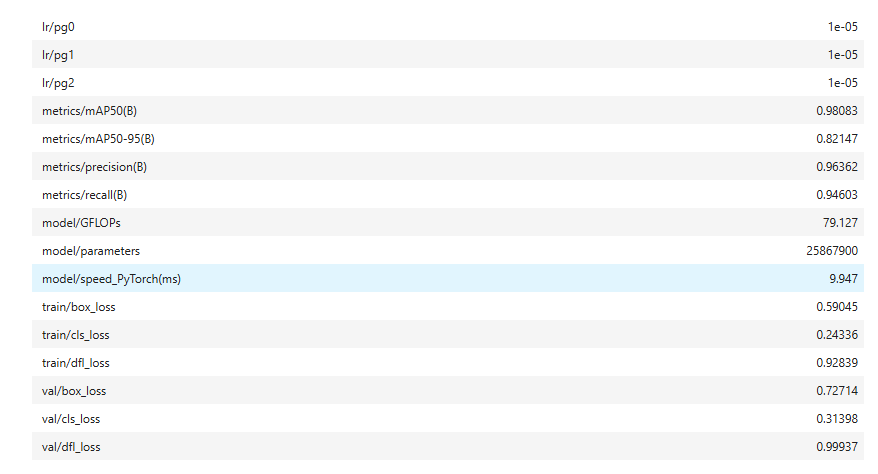 lr/pg0 1e-05
lr/pg1 1e-05
lr/pg2 1e-05
metrics/mAP50(B) 0.98083
metrics/mAP50-95(B) 0.82147
metrics/precision(B) 0.96362
metrics/recall(B) 0.94603
model/GFLOPs 79.127
model/parameters 25867900
model/speed_PyTorch(ms) 9.947
train/box_loss 0.59045
train/cls_loss 0.24336
train/dfl_loss 0.92839
val/box_loss 0.72714
val/cls_loss 0.31398
val/dfl_loss 0.99937